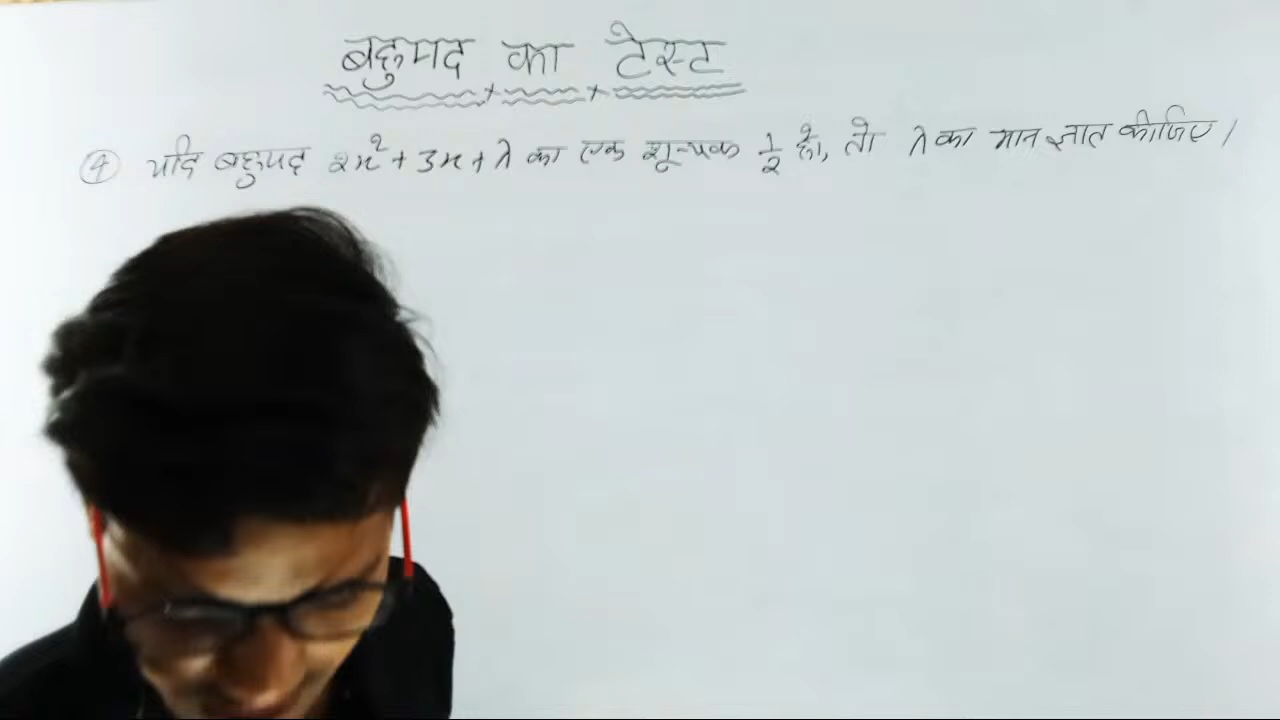 बहुपद का टेस्ट
④ यदि बहुपद 2x² + 3x + λ का एक शून्यक 1/2 हो, तो λ का मान ज्ञात कीजिए।